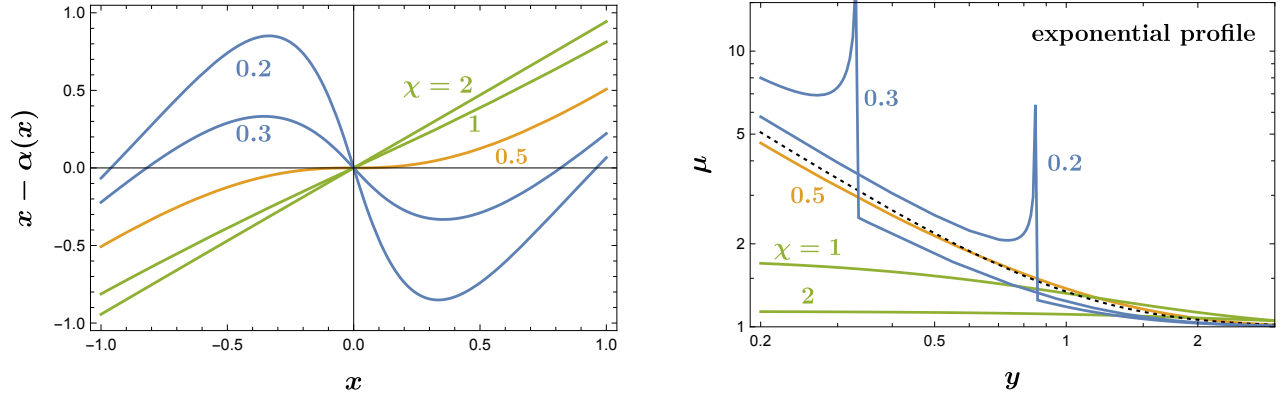 1.0
0.5
0.0
−0.5
−1.0
x − α(x)
0.2
0.3
χ = 2
1
0.5
−1.0 −0.5 0.0 0.5 1.0
x
exponential profile
10
5
2
1
μ
0.3
0.2
0.5
χ = 1
2
0.2 0.5 1 2
y